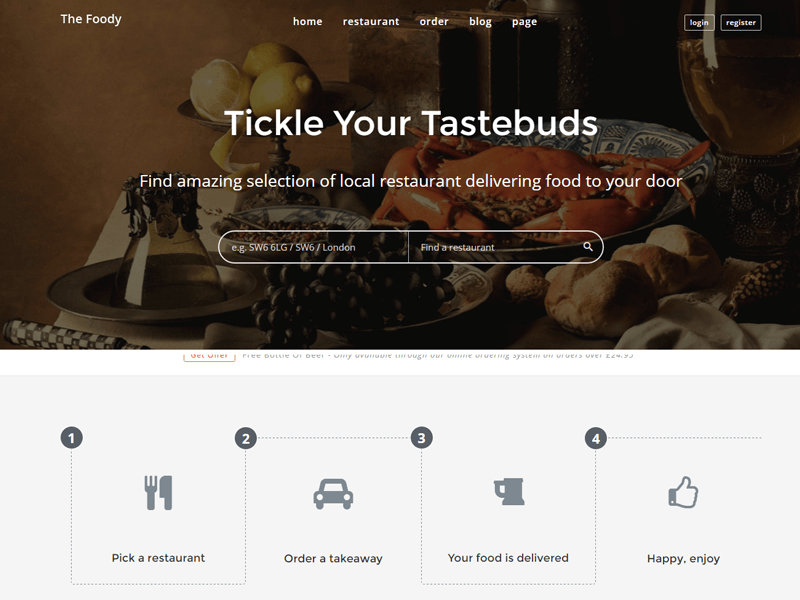 The Foody
home restaurant order blog page
login register
Tickle Your Tastebuds
Find amazing selection of local restaurant delivering food to your door
e.g. SW6 6LG / SW6 / London Find a restaurant
Get Offer Free Bottle Of Beer - Only available through our online ordering system on orders over £24.95
1 2 3 4
Pick a restaurant Order a takeaway Your food is delivered Happy, enjoy